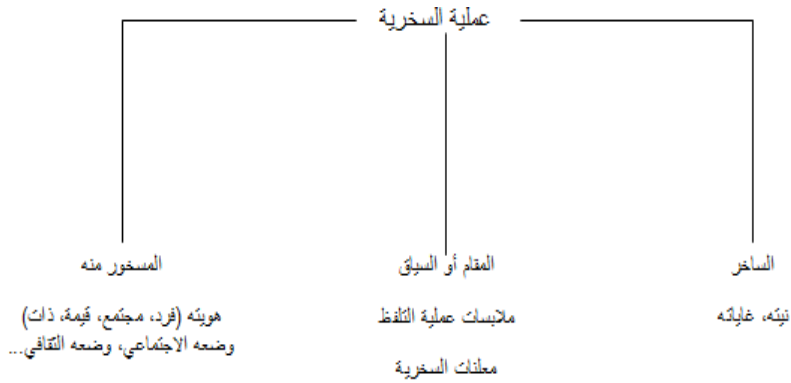 عملية السخرية
الساخر
المقام أو السياق
المسخور منه
نيته، غاياته
ملابسات عملية التلفظ
معلنات السخرية
هويته (فرد، مجتمع، قيمة، ذات)
وضعه الاجتماعي، وضعه الثقافي...